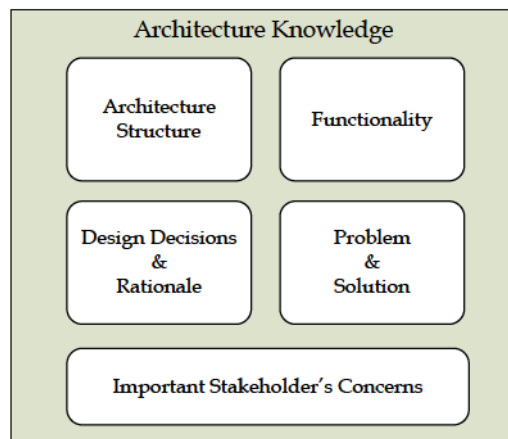 Architecture Knowledge
Architecture
Structure
Functionality
Design Decisions
&
Rationale
Problem
&
Solution
Important Stakeholder's Concerns